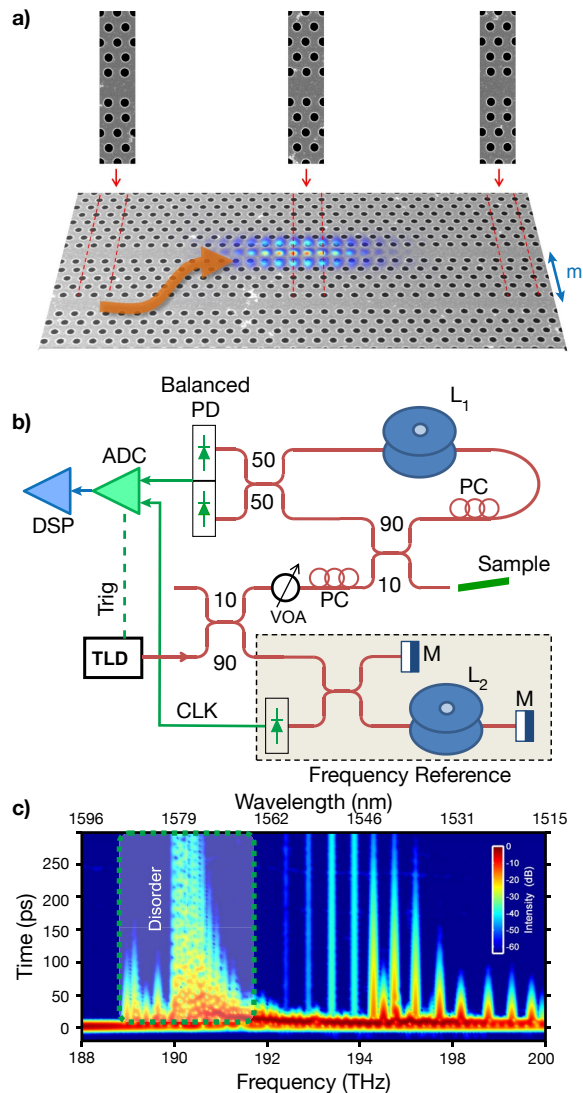 a)
m
b)
Balanced
PD
L1
ADC
50
50
PC
DSP
90
10
Sample
Trig
10
VOA
PC
TLD
90
M
L2
M
CLK
Frequency Reference
c)
Wavelength (nm)
1596 1579 1562 1546 1531 1515
Time (ps)
250
200
150
100
50
0
Disorder
0
-10
-20
-30
-40
-50
-60
Intensity (dB)
188 190 192 194 196 198 200
Frequency (THz)